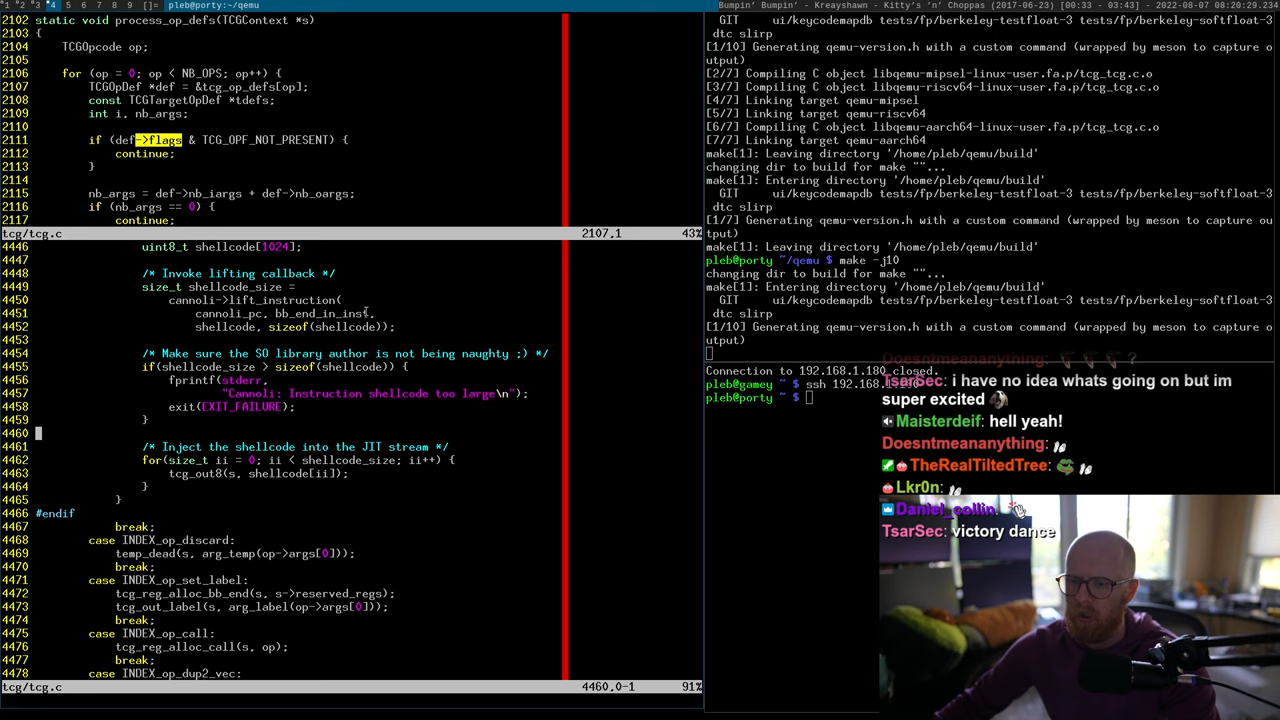 1 2 3 4 5 6 7 8 9 []= pleb@porty:~/qemu
Bumpin' Bumpin' - Kreayshawn - Kitty's 'n' Choppas (2017-06-23) [00:33 - 03:43] - 2022-08-07 08:20:29.234
2102 static void process_op_defs(TCGContext *s)
2103 {
2104     TCGOpcode op;
2105
2106     for (op = 0; op < NB_OPS; op++) {
2107         TCGOpDef *def = &tcg_op_defs[op];
2108         const TCGTargetOpDef *tdefs;
2109         int i, nb_args;
2110
2111         if (def->flags & TCG_OPF_NOT_PRESENT) {
2112             continue;
2113         }
2114
2115         nb_args = def->nb_iargs + def->nb_oargs;
2116         if (nb_args == 0) {
2117             continue;
tcg/tcg.c 2107,1 43%
4446                 uint8_t shellcode[1024];
4447
4448                 /* Invoke lifting callback */
4449                 size_t shellcode_size =
4450                     cannoli->lift_instruction(
4451                         cannoli_pc, bb_end_in_inst,
4452                         shellcode, sizeof(shellcode));
4453
4454                 /* Make sure the SO library author is not being naughty ;) */
4455                 if(shellcode_size > sizeof(shellcode)) {
4456                     fprintf(stderr,
4457                             "Cannoli: Instruction shellcode too large\n");
4458                     exit(EXIT_FAILURE);
4459                 }
4460
4461                 /* Inject the shellcode into the JIT stream */
4462                 for(size_t ii = 0; ii < shellcode_size; ii++) {
4463                     tcg_out8(s, shellcode[ii]);
4464                 }
4465             }
4466 #endif
4467             break;
4468         case INDEX_op_discard:
4469             temp_dead(s, arg_temp(op->args[0]));
4470             break;
4471         case INDEX_op_set_label:
4472             tcg_reg_alloc_bb_end(s, s->reserved_regs);
4473             tcg_out_label(s, arg_label(op->args[0]));
4474             break;
4475         case INDEX_op_call:
4476             tcg_reg_alloc_call(s, op);
4477             break;
4478         case INDEX_op_dup2_vec:
tcg/tcg.c 4460,0-1 91%
  GIT     ui/keycodemapdb tests/fp/berkeley-testfloat-3 tests/fp/berkeley-softfloat-3
 dtc slirp
[1/10] Generating qemu-version.h with a custom command (wrapped by meson to capture o
utput)
[2/7] Compiling C object libqemu-mipsel-linux-user.fa.p/tcg_tcg.c.o
[3/7] Compiling C object libqemu-riscv64-linux-user.fa.p/tcg_tcg.c.o
[4/7] Linking target qemu-mipsel
[5/7] Linking target qemu-riscv64
[6/7] Compiling C object libqemu-aarch64-linux-user.fa.p/tcg_tcg.c.o
[7/7] Linking target qemu-aarch64
make[1]: Leaving directory '/home/pleb/qemu/build'
changing dir to build for make ""...
make[1]: Entering directory '/home/pleb/qemu/build'
  GIT     ui/keycodemapdb tests/fp/berkeley-testfloat-3 tests/fp/berkeley-softfloat-3
 dtc slirp
[1/7] Generating qemu-version.h with a custom command (wrapped by meson to capture ou
tput)
make[1]: Leaving directory '/home/pleb/qemu/build'
pleb@porty ~/qemu $ make -j10
changing dir to build for make ""...
make[1]: Entering directory '/home/pleb/qemu/build'
  GIT     ui/keycodemapdb tests/fp/berkeley-testfloat-3 tests/fp/berkeley-softfloat-3
 dtc slirp
[1/10] Generating qemu-version.h with a custom command (wrapped by meson to capture o
utput)
Connection to 192.168.1.180 closed.
pleb@gamey ~ $ ssh 192.168.1.180
pleb@porty ~ $
Doesntmeananything: ?
TsarSec: i have no idea whats going on but im
super excited
Maisterdeif: hell yeah!
Doesntmeananything:
TheRealTiltedTree:
Lkr0n:
Daniel_collin:
TsarSec: victory dance